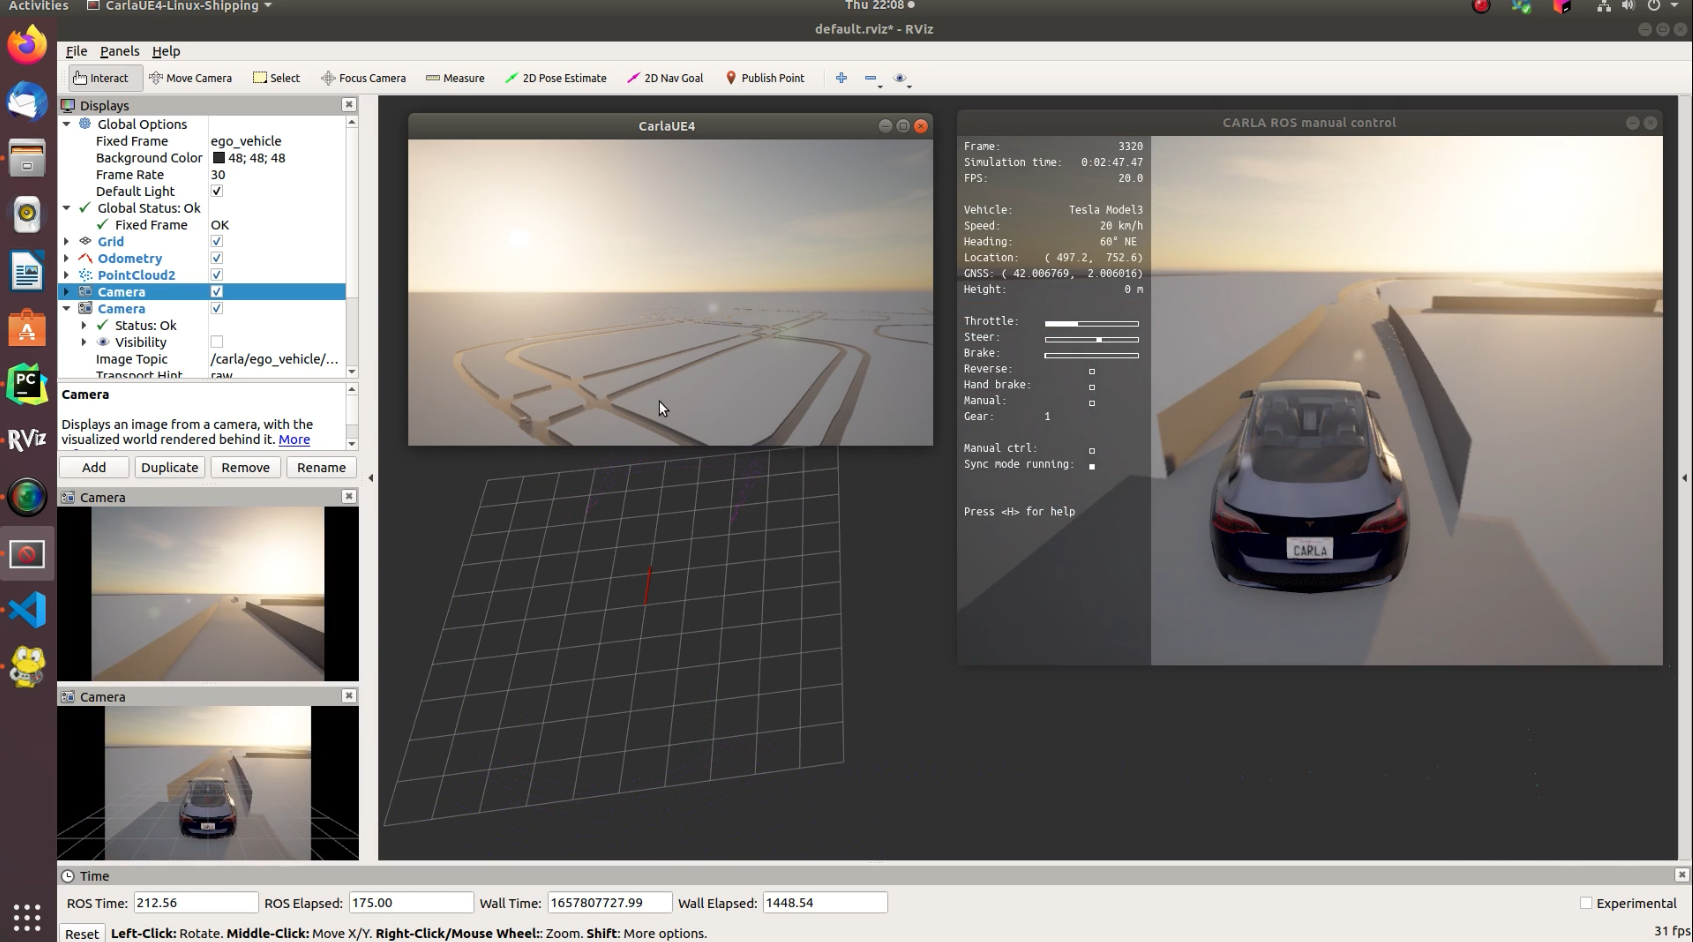 Activities CarlaUE4-Linux-Shipping Thu 22:08
default.rviz* - RViz
File Panels Help
Interact Move Camera Select Focus Camera Measure 2D Pose Estimate 2D Nav Goal Publish Point
Displays
Global Options
Fixed Frame ego_vehicle
Background Color 48; 48; 48
Frame Rate 30
Default Light
Global Status: Ok
Fixed Frame OK
Grid
Odometry
PointCloud2
Camera
Camera
Status: Ok
Visibility
Image Topic /carla/ego_vehicle/...
Transport Hint raw
Camera
Displays an image from a camera, with the
visualized world rendered behind it. More
Add Duplicate Remove Rename
Camera
Camera
CarlaUE4
CARLA ROS manual control
Frame: 3320
Simulation time: 0:02:47.47
FPS: 20.0
Vehicle: Tesla Model3
Speed: 20 km/h
Heading: 60° NE
Location: ( 497.2, 752.6)
GNSS: ( 42.006769, 2.006016)
Height: 0 m
Throttle:
Steer:
Brake:
Reverse:
Hand brake:
Manual:
Gear: 1
Manual ctrl:
Sync mode running:
Press <H> for help
CARLA
PC
RViz
Time
ROS Time: 212.56 ROS Elapsed: 175.00 Wall Time: 1657807727.99 Wall Elapsed: 1448.54 Experimental
Reset Left-Click: Rotate. Middle-Click: Move X/Y. Right-Click/Mouse Wheel:: Zoom. Shift: More options. 31 fps